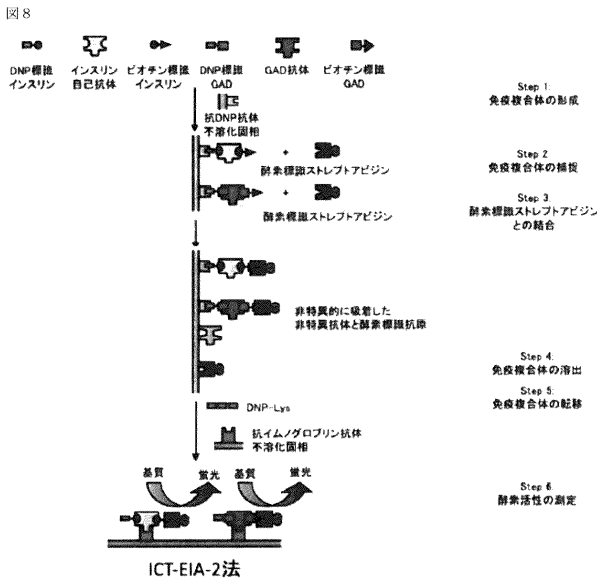 図8
DNP標識
インスリン
インスリン
自己抗体
ビオチン標識
インスリン
DNP標識
GAD
GAD抗体
ビオチン標識
GAD
Step 1:
免疫複合体の形成
抗DNP抗体
不溶化固相
+
酵素標識ストレプトアビジン
Step 2
免疫複合体の捕捉
+
酵素標識ストレプトアビジン
Step 3:
酵素標識ストレプトアビジン
との結合
非特異的に吸着した
非特異抗体と酵素標識抗原
Step 4:
免疫複合体の溶出
DNP-Lys
Step 5:
免疫複合体の転移
抗イムノグロブリン抗体
不溶化固相
基質 蛍光 基質 蛍光
Step 6
酵素活性の測定
ICT-EIA-2法